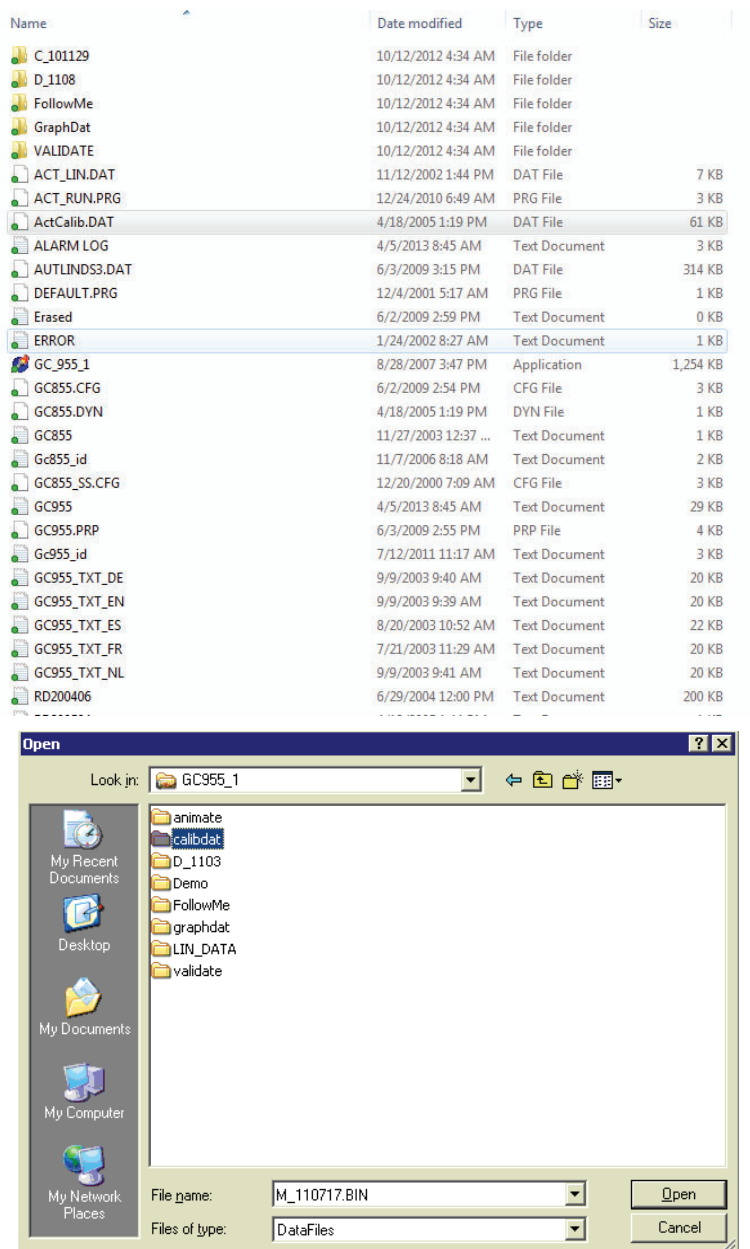 Name Date modified Type Size
C_101129 10/12/2012 4:34 AM File folder
D_1108 10/12/2012 4:34 AM File folder
FollowMe 10/12/2012 4:34 AM File folder
GraphDat 10/12/2012 4:34 AM File folder
VALIDATE 10/12/2012 4:34 AM File folder
ACT_LIN.DAT 11/12/2002 1:44 PM DAT File 7 KB
ACT_RUN.PRG 12/24/2010 6:49 AM PRG File 3 KB
ActCalib.DAT 4/18/2005 1:19 PM DAT File 61 KB
ALARM LOG 4/5/2013 8:45 AM Text Document 3 KB
AUTLINDS3.DAT 6/3/2009 3:15 PM DAT File 314 KB
DEFAULT.PRG 12/4/2001 5:17 AM PRG File 1 KB
Erased 6/2/2009 2:59 PM Text Document 0 KB
ERROR 1/24/2002 8:27 AM Text Document 1 KB
GC_955_1 8/28/2007 3:47 PM Application 1,254 KB
GC855.CFG 6/2/2009 2:54 PM CFG File 3 KB
GC855.DYN 4/18/2005 1:19 PM DYN File 1 KB
GC855 11/27/2003 12:37 ... Text Document 1 KB
Gc855_id 11/7/2006 8:18 AM Text Document 2 KB
GC855_SS.CFG 12/20/2000 7:09 AM CFG File 3 KB
GC955 4/5/2013 8:45 AM Text Document 29 KB
GC955.PRP 6/3/2009 2:55 PM PRP File 4 KB
Gc955_id 7/12/2011 11:17 AM Text Document 3 KB
GC955_TXT_DE 9/9/2003 9:40 AM Text Document 20 KB
GC955_TXT_EN 9/9/2003 9:39 AM Text Document 20 KB
GC955_TXT_ES 8/20/2003 10:52 AM Text Document 22 KB
GC955_TXT_FR 7/21/2003 11:29 AM Text Document 20 KB
GC955_TXT_NL 9/9/2003 9:41 AM Text Document 20 KB
RD200406 6/29/2004 12:00 PM Text Document 200 KB
Open
Look in: GC955_1
animate
calibdat
D_1103
Demo
FollowMe
graphdat
LIN_DATA
validate
My Recent
Documents
Desktop
My Documents
My Computer
My Network
Places
File name: M_110717.BIN Open
Files of type: DataFiles Cancel